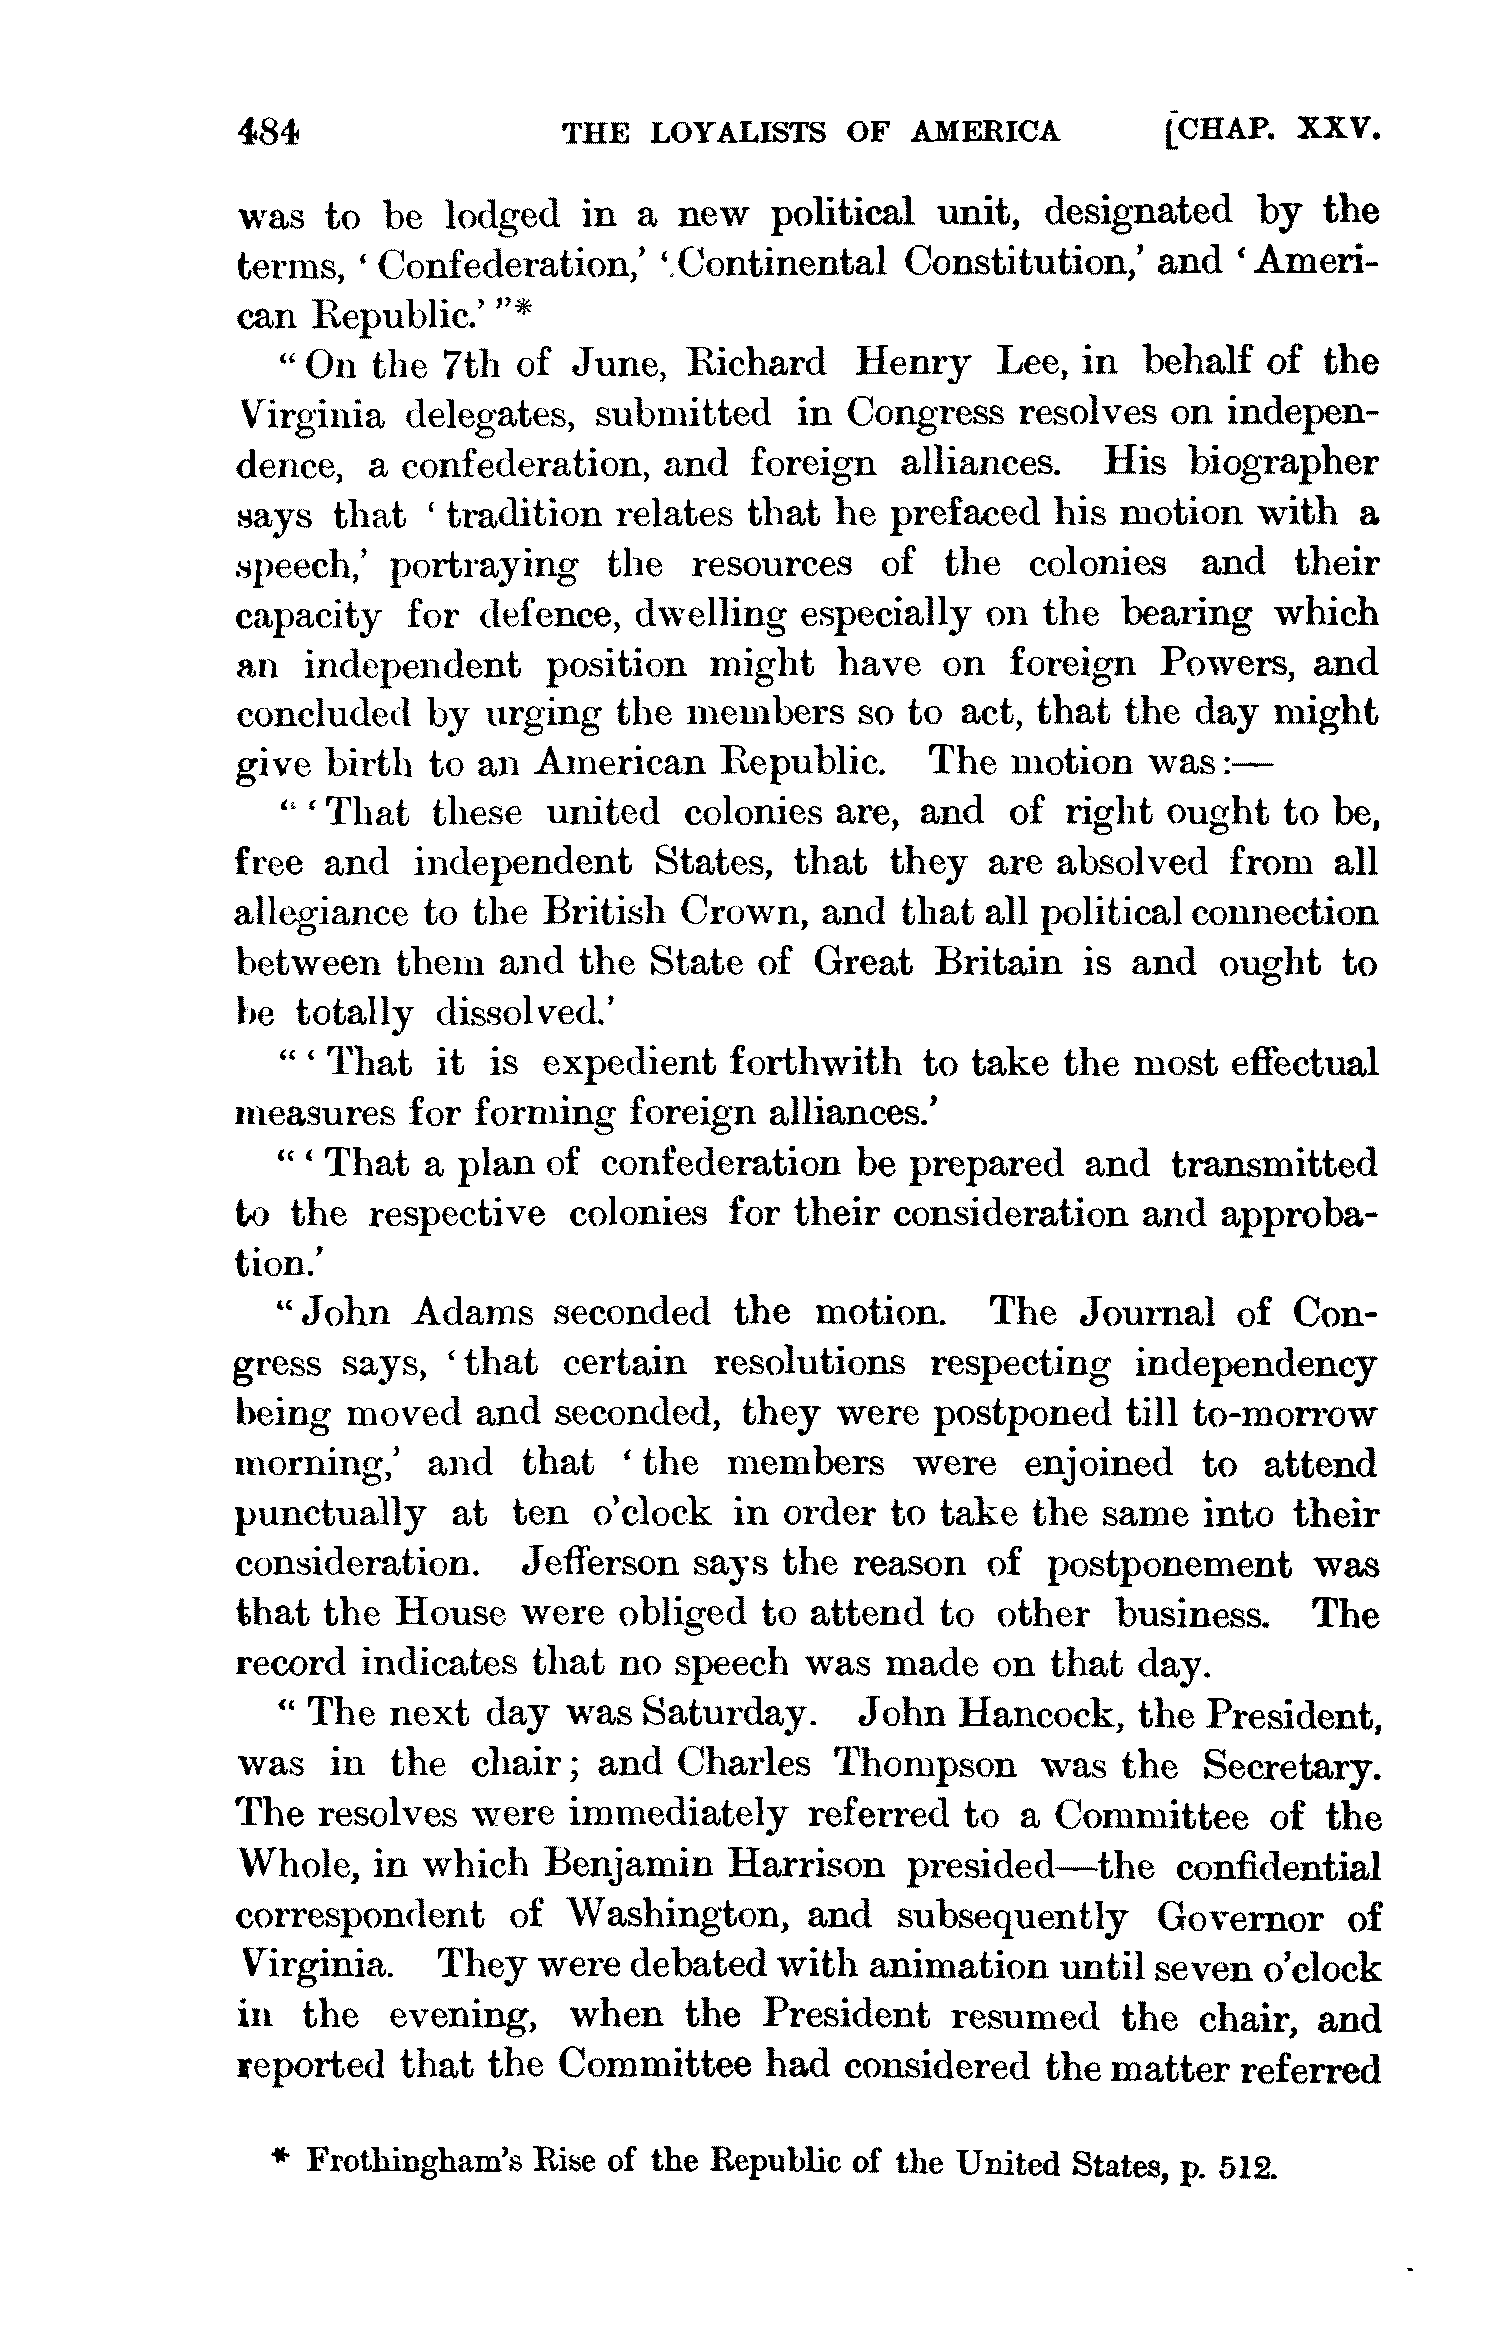 484 THE LOYALISTS OF AMERICA [CHAP. XXV.
was to be lodged in a new political unit, designated by the
terms, ‘Confederation,’ ‘Continental Constitution,’ and ‘Ameri-
can Republic.’ ”*
“On the 7th of June, Richard Henry Lee, in behalf of the
Virginia delegates, submitted in Congress resolves on indepen-
dence, a confederation, and foreign alliances. His biographer
says that ‘tradition relates that he prefaced his motion with a
speech,’ portraying the resources of the colonies and their
capacity for defence, dwelling especially on the bearing which
an independent position might have on foreign Powers, and
concluded by urging the members so to act, that the day might
give birth to an American Republic. The motion was:—
“‘That these united colonies are, and of right ought to be,
free and independent States, that they are absolved from all
allegiance to the British Crown, and that all political connection
between them and the State of Great Britain is and ought to
be totally dissolved.’
“‘That it is expedient forthwith to take the most effectual
measures for forming foreign alliances.’
“‘That a plan of confederation be prepared and transmitted
to the respective colonies for their consideration and approba-
tion.’
“John Adams seconded the motion. The Journal of Con-
gress says, ‘that certain resolutions respecting independency
being moved and seconded, they were postponed till to-morrow
morning,’ and that ‘the members were enjoined to attend
punctually at ten o’clock in order to take the same into their
consideration. Jefferson says the reason of postponement was
that the House were obliged to attend to other business. The
record indicates that no speech was made on that day.
“The next day was Saturday. John Hancock, the President,
was in the chair; and Charles Thompson was the Secretary.
The resolves were immediately referred to a Committee of the
Whole, in which Benjamin Harrison presided—the confidential
correspondent of Washington, and subsequently Governor of
Virginia. They were debated with animation until seven o’clock
in the evening, when the President resumed the chair, and
reported that the Committee had considered the matter referred
* Frothingham’s Rise of the Republic of the United States, p. 512.